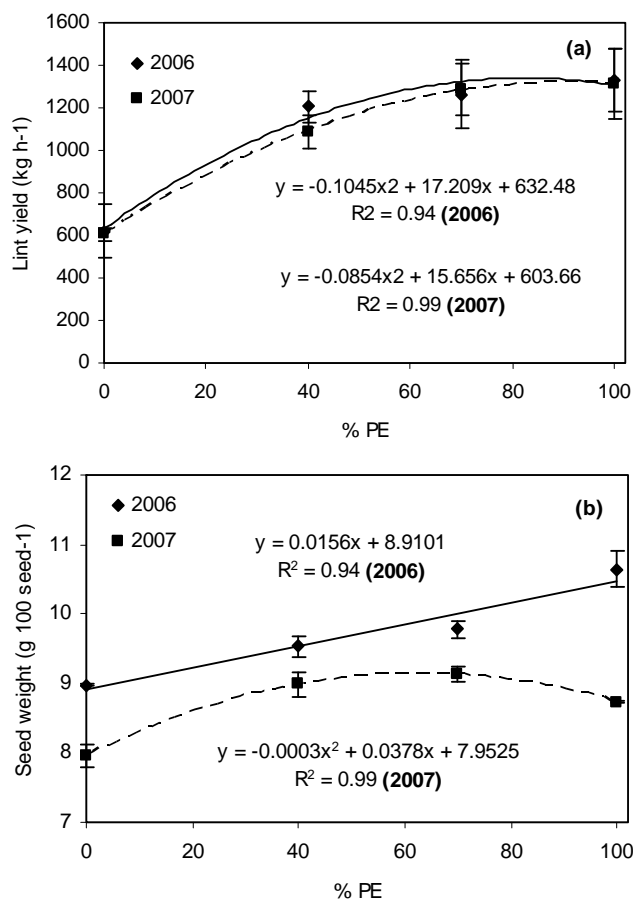 1600
1400
1200
1000
800
600
400
200
0
Lint yield (kg h-1)
(a)
2006
2007
y = -0.1045x2 + 17.209x + 632.48
R2 = 0.94 (2006)
y = -0.0854x2 + 15.656x + 603.66
R2 = 0.99 (2007)
0 20 40 60 80 100
% PE
12
11
10
9
8
7
Seed weight (g 100 seed-1)
(b)
2006
2007
y = 0.0156x + 8.9101
R² = 0.94 (2006)
y = -0.0003x² + 0.0378x + 7.9525
R² = 0.99 (2007)
0 20 40 60 80 100
% PE